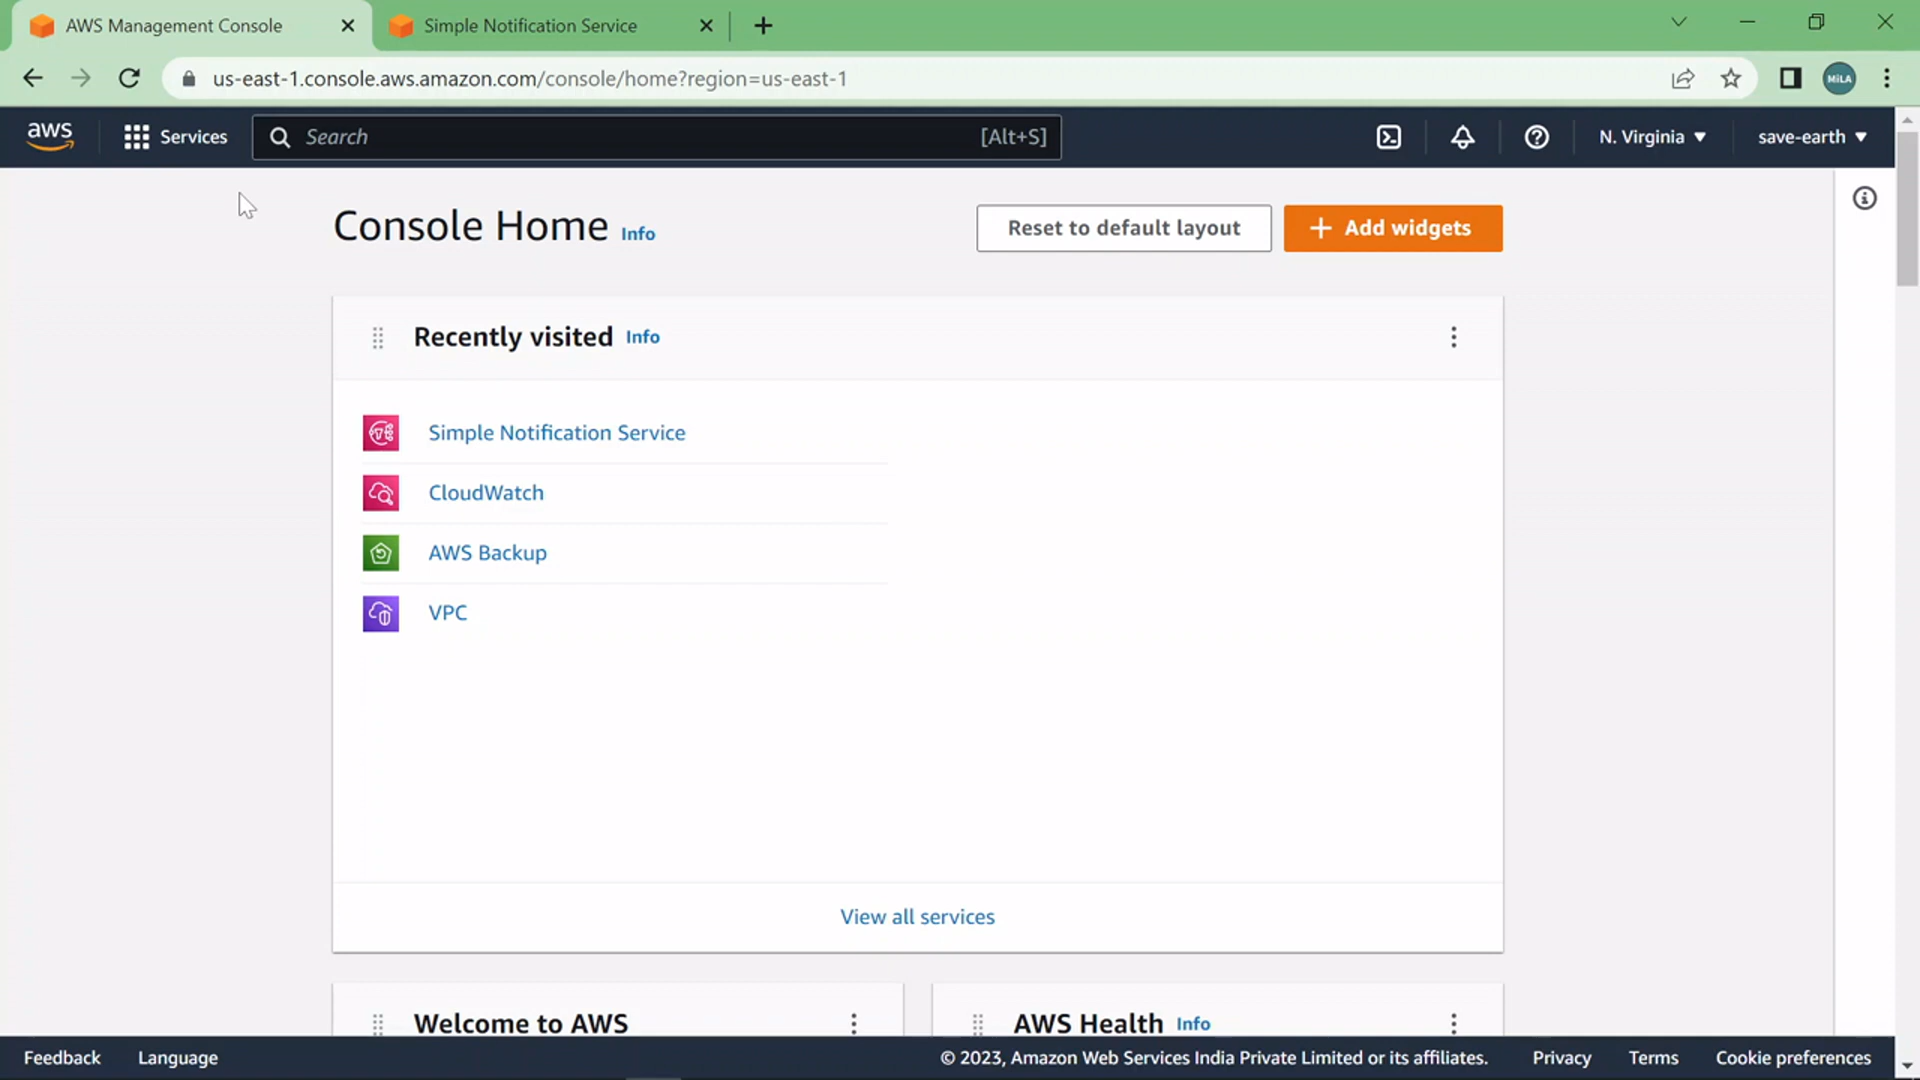 AWS Management Console
Simple Notification Service
us-east-1.console.aws.amazon.com/console/home?region=us-east-1
MiLA
aws
Services
Search
[Alt+S]
N. Virginia
save-earth
Console Home Info
Reset to default layout
Add widgets
Recently visited Info
Simple Notification Service
CloudWatch
AWS Backup
VPC
View all services
Welcome to AWS
AWS Health Info
Feedback
Language
© 2023, Amazon Web Services India Private Limited or its affiliates.
Privacy
Terms
Cookie preferences